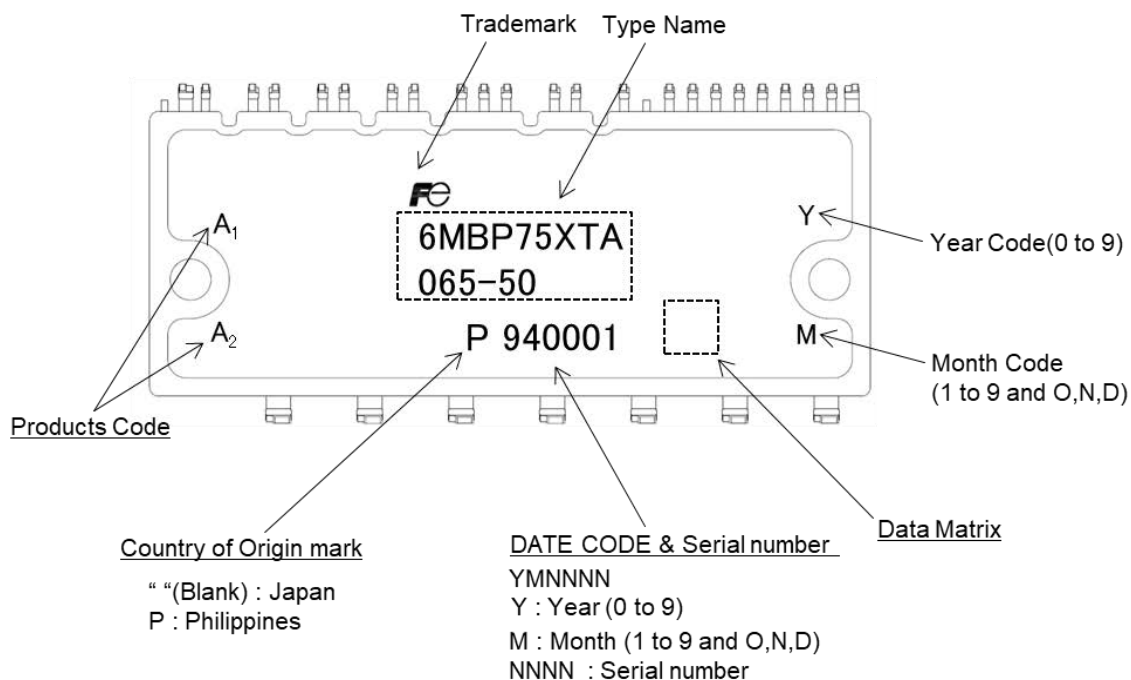 Trademark
Type Name
Fe
6MBP75XTA
065-50
P 940001
A1
A2
Y
M
Year Code(0 to 9)
Month Code
(1 to 9 and O,N,D)
Products Code
Country of Origin mark
“ “(Blank) : Japan
P : Philippines
DATE CODE & Serial number
YMNNNN
Y : Year (0 to 9)
M : Month (1 to 9 and O,N,D)
NNNN : Serial number
Data Matrix